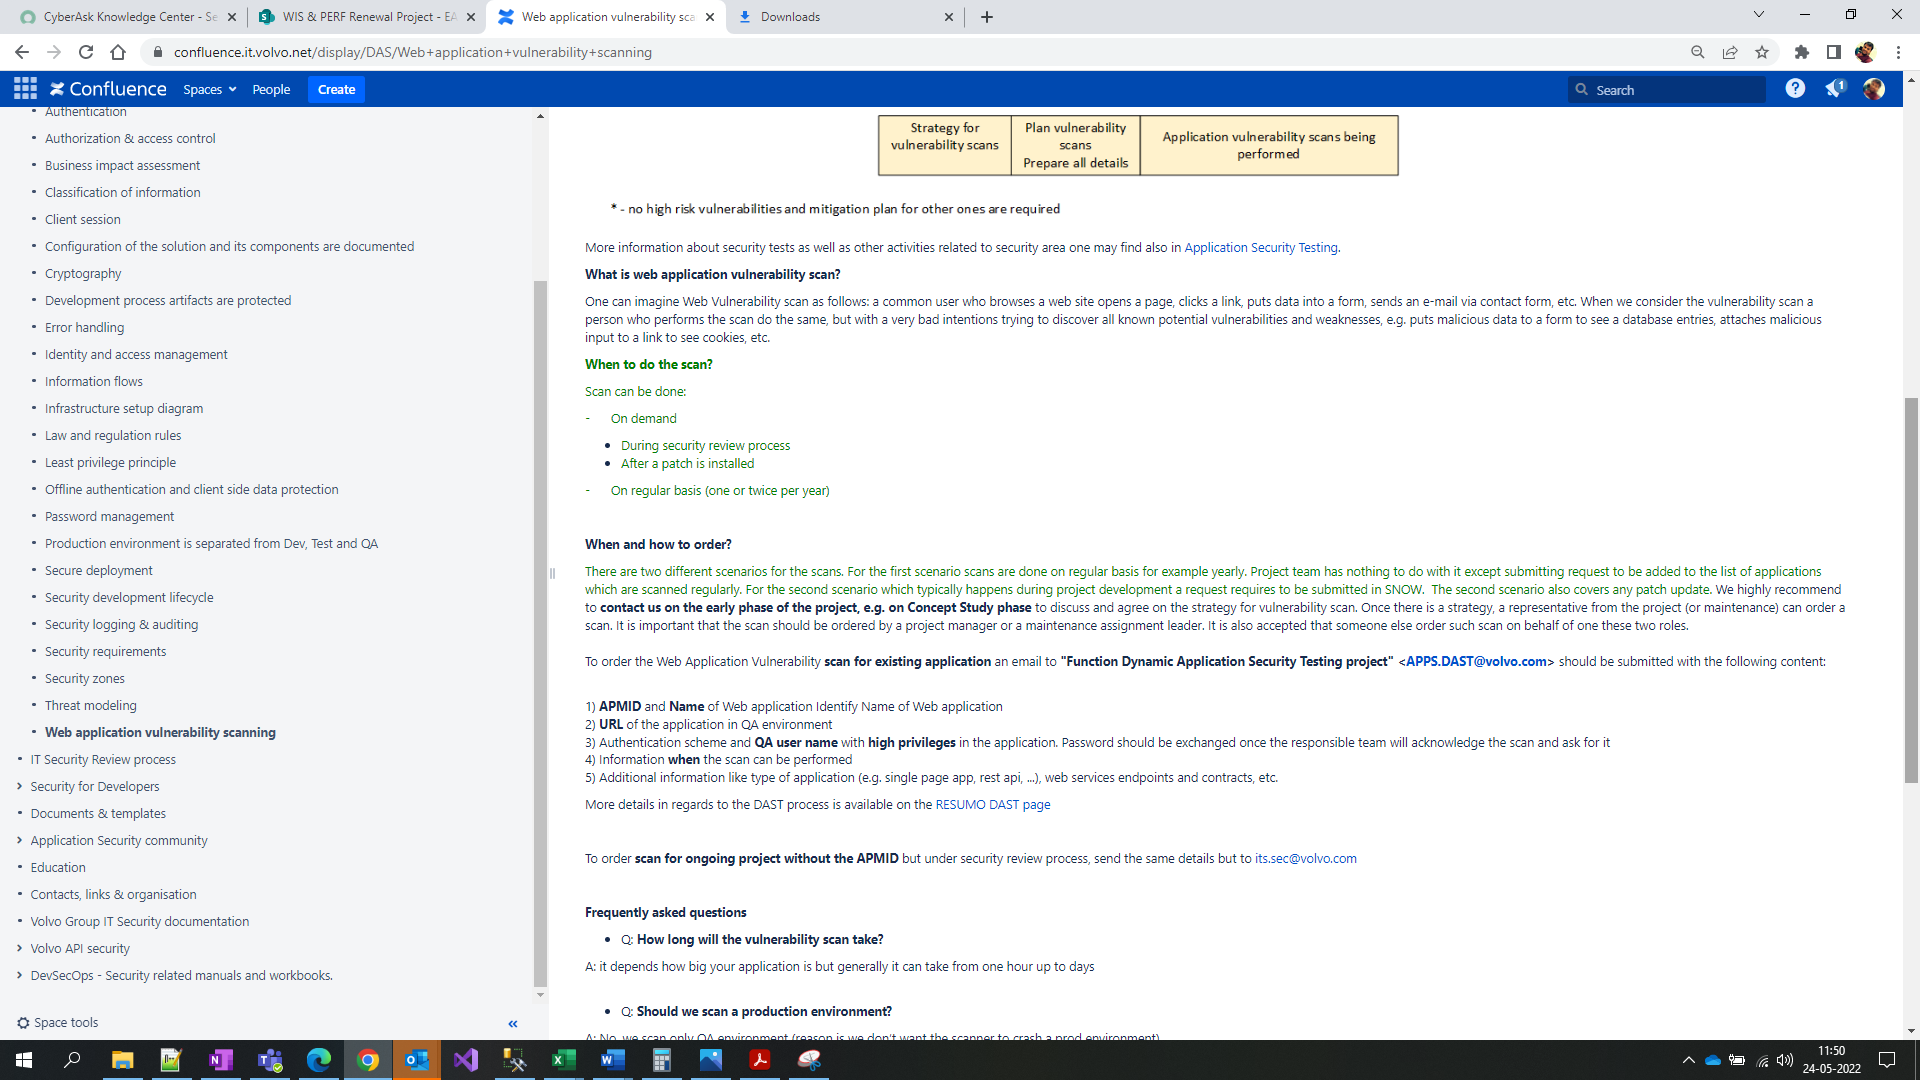 CyberAsk Knowledge Center - Se
WIS & PERF Renewal Project - EA
Web application vulnerability sca
Downloads
confluence.it.volvo.net/display/DAS/Web+application+vulnerability+scanning
Confluence
Spaces
People
Create
Search
1
Authentication
Authorization & access control
Business impact assessment
Classification of information
Client session
Configuration of the solution and its components are documented
Cryptography
Development process artifacts are protected
Error handling
Identity and access management
Information flows
Infrastructure setup diagram
Law and regulation rules
Least privilege principle
Offline authentication and client side data protection
Password management
Production environment is separated from Dev, Test and QA
Secure deployment
Security development lifecycle
Security logging & auditing
Security requirements
Security zones
Threat modeling
Web application vulnerability scanning
IT Security Review process
Security for Developers
Documents & templates
Application Security community
Education
Contacts, links & organisation
Volvo Group IT Security documentation
Volvo API security
DevSecOps - Security related manuals and workbooks.
Space tools
Strategy for
vulnerability scans
Plan vulnerability
scans
Prepare all details
Application vulnerability scans being
performed
* - no high risk vulnerabilities and mitigation plan for other ones are required
More information about security tests as well as other activities related to security area one may find also in Application Security Testing.
What is web application vulnerability scan?
One can imagine Web Vulnerability scan as follows: a common user who browses a web site opens a page, clicks a link, puts data into a form, sends an e-mail via contact form, etc. When we consider the vulnerability scan a
person who performs the scan do the same, but with a very bad intentions trying to discover all known potential vulnerabilities and weaknesses, e.g. puts malicious data to a form to see a database entries, attaches malicious
input to a link to see cookies, etc.
When to do the scan?
Scan can be done:
- On demand
• During security review process
• After a patch is installed
- On regular basis (one or twice per year)
When and how to order?
There are two different scenarios for the scans. For the first scenario scans are done on regular basis for example yearly. Project team has nothing to do with it except submitting request to be added to the list of applications
which are scanned regularly. For the second scenario which typically happens during project development a request requires to be submitted in SNOW. The second scenario also covers any patch update. We highly recommend
to contact us on the early phase of the project, e.g. on Concept Study phase to discuss and agree on the strategy for vulnerability scan. Once there is a strategy, a representative from the project (or maintenance) can order a
scan. It is important that the scan should be ordered by a project manager or a maintenance assignment leader. It is also accepted that someone else order such scan on behalf of one these two roles.
To order the Web Application Vulnerability scan for existing application an email to "Function Dynamic Application Security Testing project" <APPS.DAST@volvo.com> should be submitted with the following content:
1) APMID and Name of Web application Identify Name of Web application
2) URL of the application in QA environment
3) Authentication scheme and QA user name with high privileges in the application. Password should be exchanged once the responsible team will acknowledge the scan and ask for it
4) Information when the scan can be performed
5) Additional information like type of application (e.g. single page app, rest api, ...), web services endpoints and contracts, etc.
More details in regards to the DAST process is available on the RESUMO DAST page
To order scan for ongoing project without the APMID but under security review process, send the same details but to its.sec@volvo.com
Frequently asked questions
• Q: How long will the vulnerability scan take?
A: it depends how big your application is but generally it can take from one hour up to days
• Q: Should we scan a production environment?
A: No, we scan only QA environment (reason is we don't want the scanner to crash a prod environment)
11:50
24-05-2022